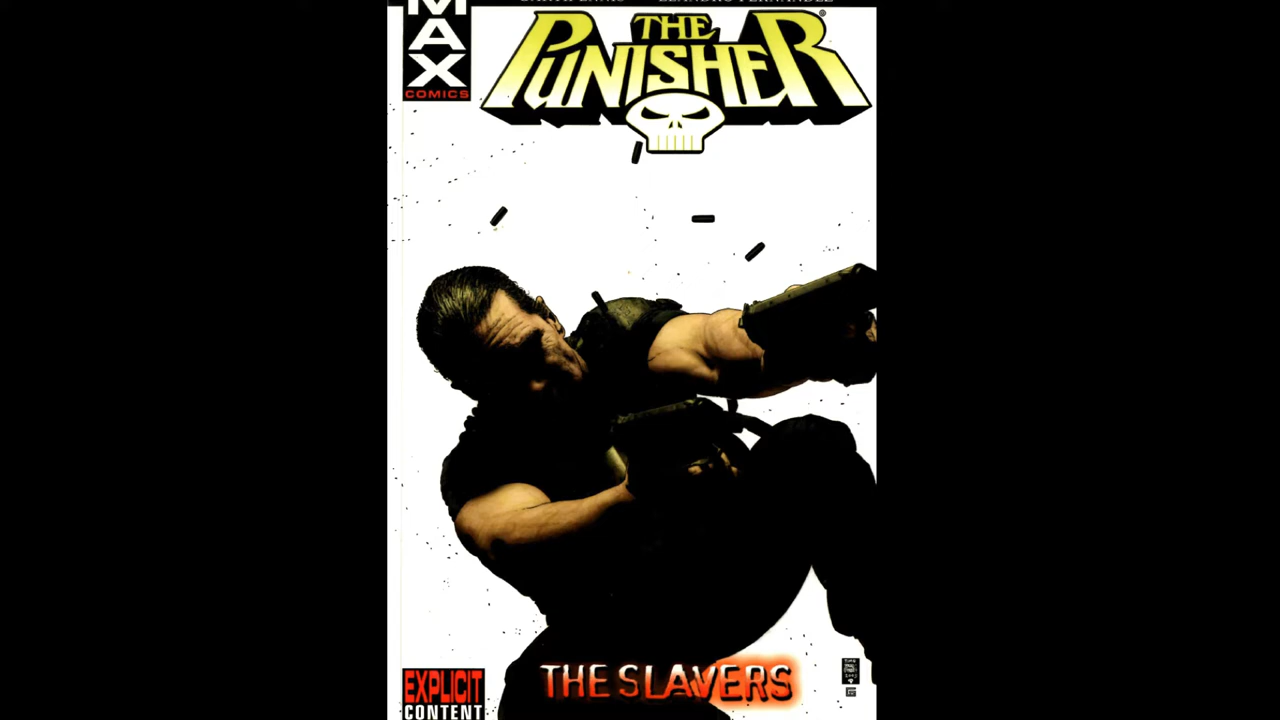 MAX
COMICS
THE
PUNISHER
®
THE SLAVERS
EXPLICIT
CONTENT